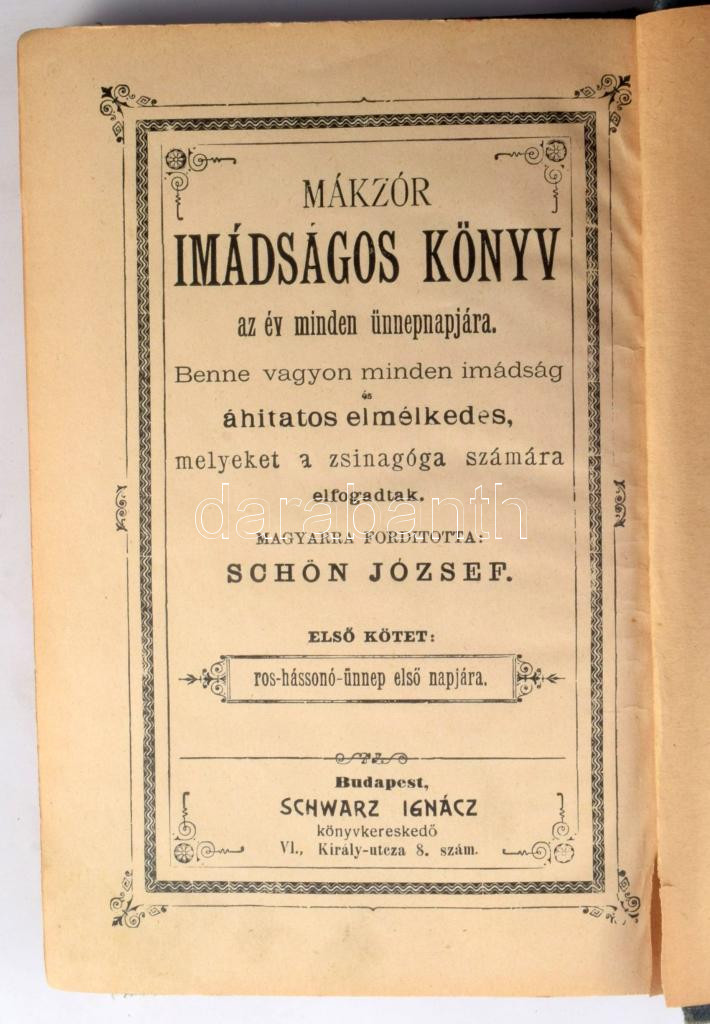 MÁKZÓR
IMÁDSÁGOS KÖNYV
az év minden ünnepnapjára.
Benne vagyon minden imádság
és
áhitatos elmélkedes,
melyeket a zsinagóga számára
elfogadtak.
darabanth
MAGYARRA FORDITOTTA:
SCHÖN JÓZSEF.
ELSŐ KÖTET:
ros-hássonó-ünnep első napjára.
Budapest,
SCHWARZ IGNÁCZ
könyvkereskedő
VI., Király-utcza 8. szám.